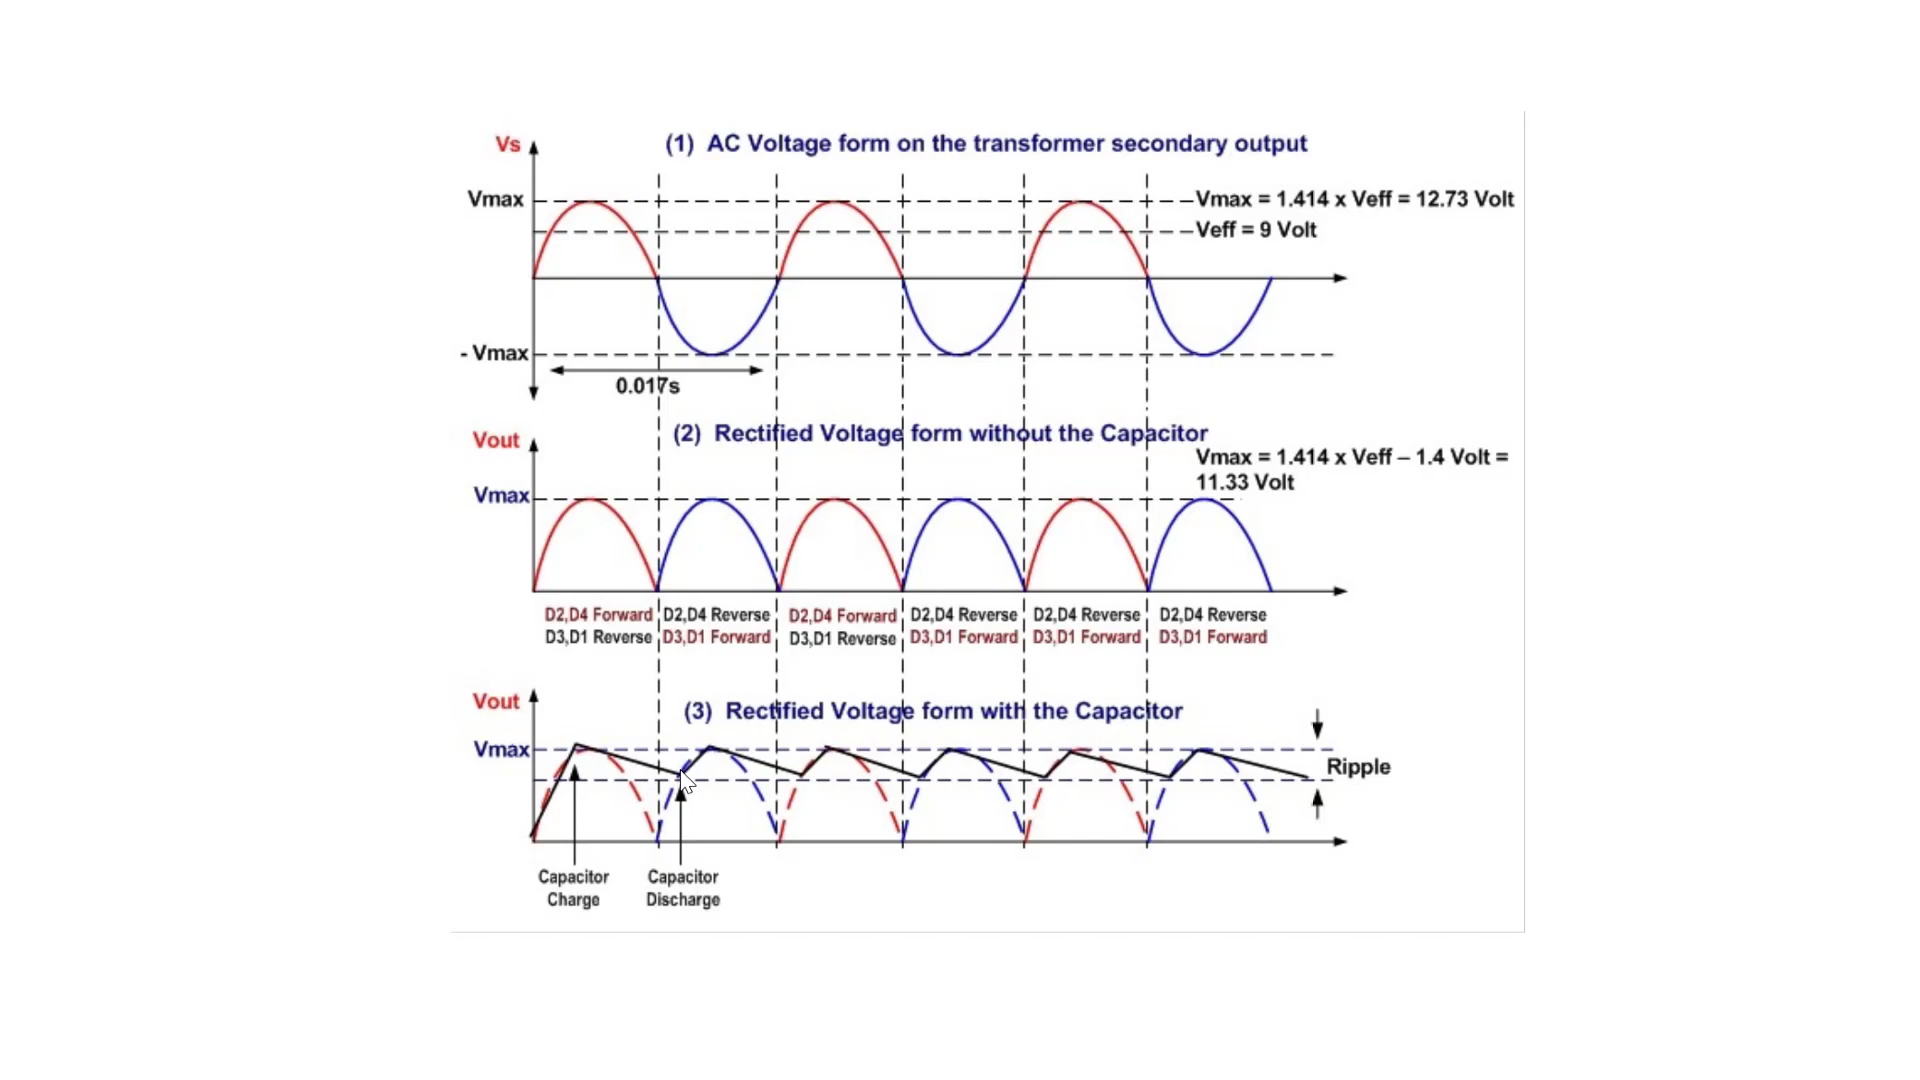 Vs
(1) AC Voltage form on the transformer secondary output
Vmax
Vmax = 1.414 x Veff = 12.73 Volt
Veff = 9 Volt
- Vmax
0.017s
Vout
(2) Rectified Voltage form without the Capacitor
Vmax = 1.414 x Veff – 1.4 Volt =
11.33 Volt
Vmax
D2,D4 Forward D2,D4 Reverse D2,D4 Forward D2,D4 Reverse D2,D4 Reverse D2,D4 Reverse
D3,D1 Reverse D3,D1 Forward D3,D1 Reverse D3,D1 Forward D3,D1 Forward D3,D1 Forward
Vout
(3) Rectified Voltage form with the Capacitor
Vmax
Ripple
Capacitor Capacitor
Charge Discharge